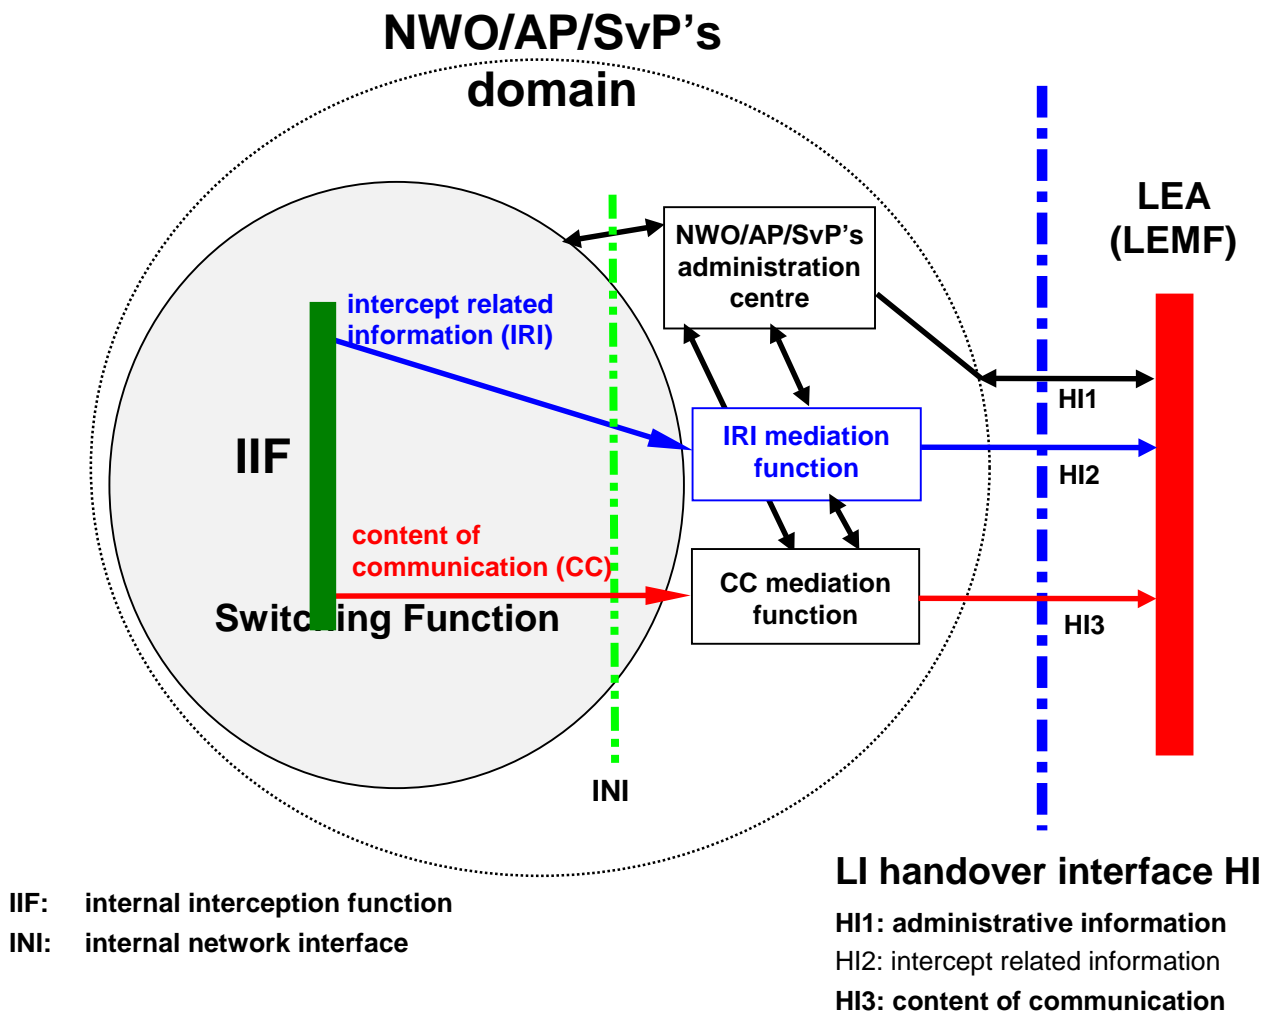 NWO/AP/SvP's
domain
LEA
(LEMF)
NWO/AP/SvP's
administration
centre
intercept related
information (IRI)
HI1
IRI mediation
function
HI2
IIF
content of
communication (CC)
CC mediation
function
Switching Function
HI3
INI
LI handover interface HI
IIF: internal interception function
INI: internal network interface
HI1: administrative information
HI2: intercept related information
HI3: content of communication